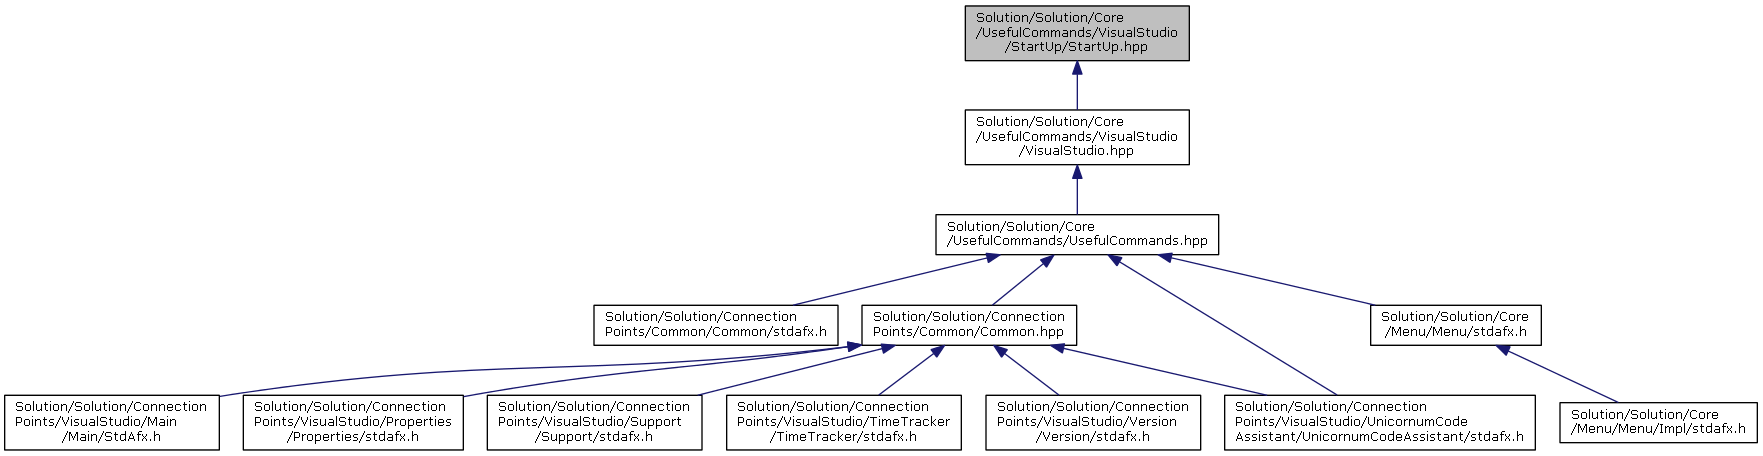 Solution/Solution/Core
/UsefulCommands/VisualStudio
/StartUp/StartUp.hpp
Solution/Solution/Core
/UsefulCommands/VisualStudio
/VisualStudio.hpp
Solution/Solution/Core
/UsefulCommands/UsefulCommands.hpp
Solution/Solution/Connection
Points/Common/Common/stdafx.h
Solution/Solution/Connection
Points/Common/Common.hpp
Solution/Solution/Core
/Menu/Menu/stdafx.h
Solution/Solution/Connection
Points/VisualStudio/Main
/Main/StdAfx.h
Solution/Solution/Connection
Points/VisualStudio/Properties
/Properties/stdafx.h
Solution/Solution/Connection
Points/VisualStudio/Support
/Support/stdafx.h
Solution/Solution/Connection
Points/VisualStudio/TimeTracker
/TimeTracker/stdafx.h
Solution/Solution/Connection
Points/VisualStudio/Version
/Version/stdafx.h
Solution/Solution/Connection
Points/VisualStudio/UnicornumCode
Assistant/UnicornumCodeAssistant/stdafx.h
Solution/Solution/Core
/Menu/Menu/Impl/stdafx.h